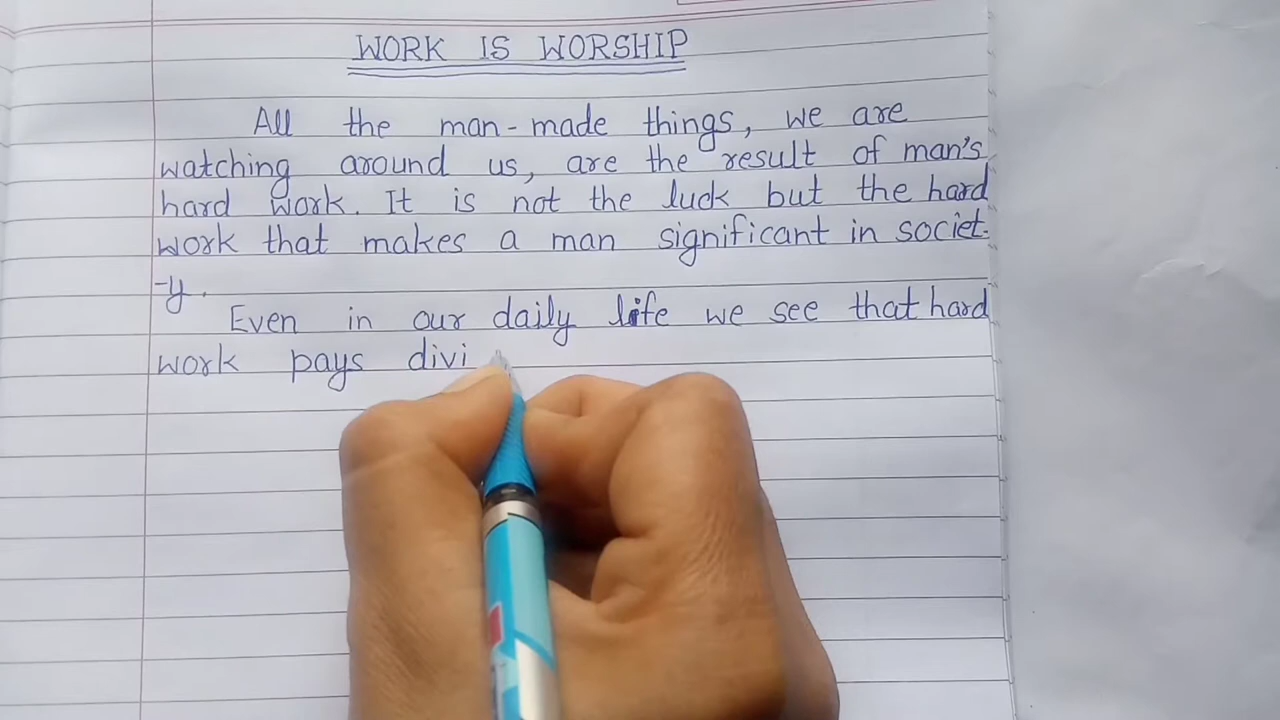 WORK IS WORSHIP
All the man-made things, we are
watching around us, are the result of man's
hard work. It is not the luck but the hard
work that makes a man significant in societ-
-y.
Even in our daily life we see that hard
work pays divi